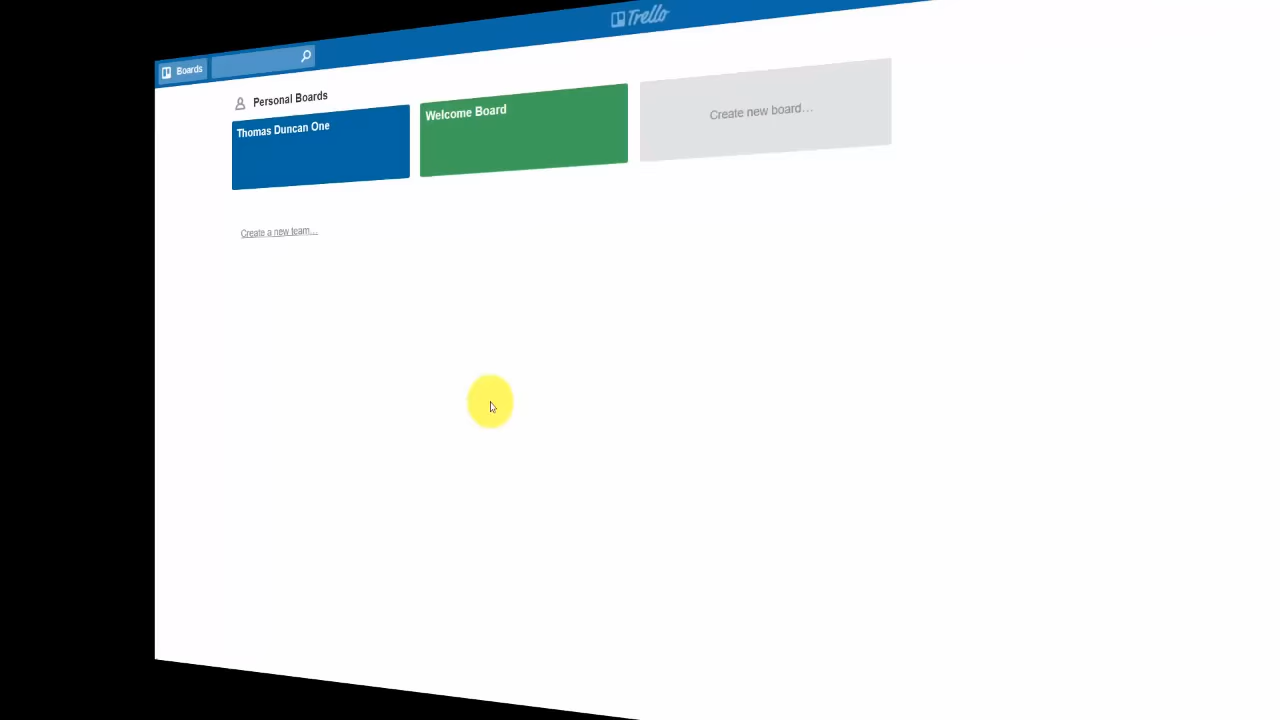 Trello
Boards
Personal Boards
Thomas Duncan One
Welcome Board
Create new board…
Create a new team…